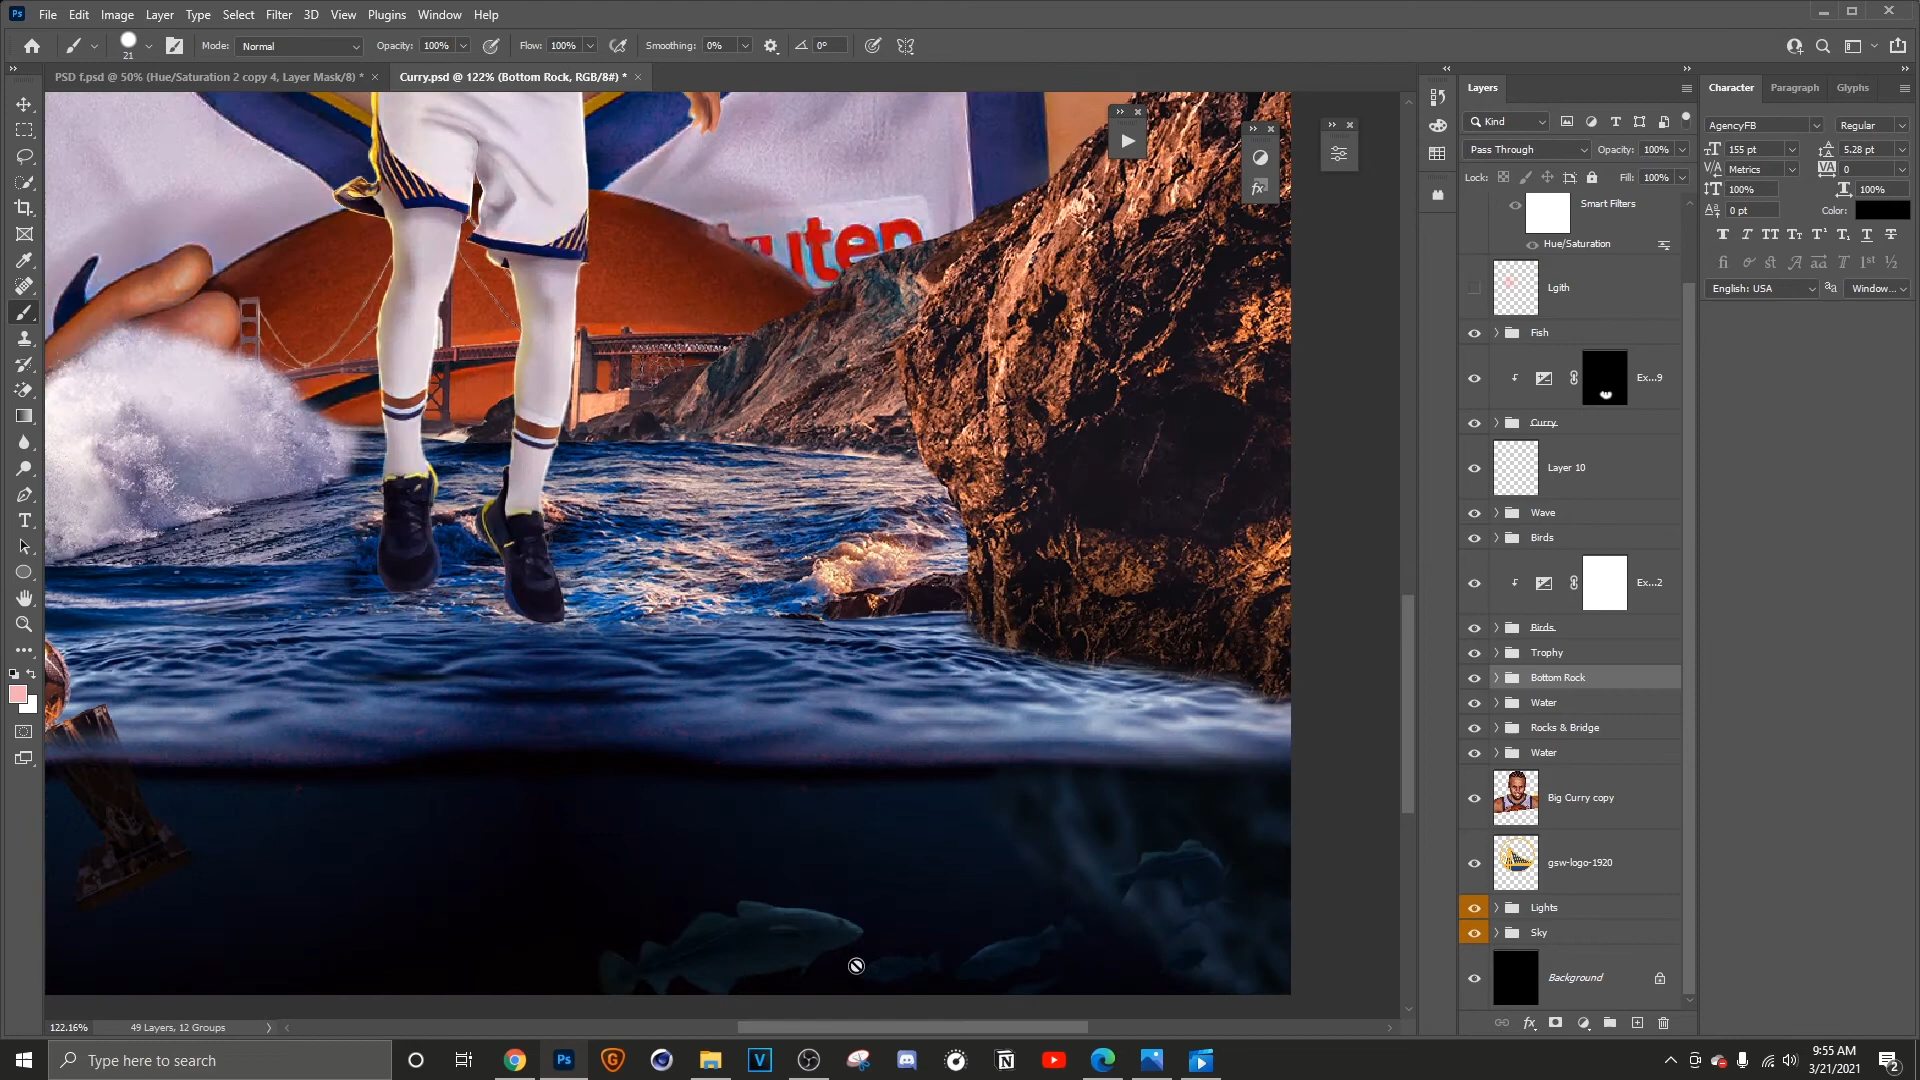 Ps File Edit Image Layer Type Select Filter 3D View Plugins Window Help
21 Mode: Normal Opacity: 100% Flow: 100% Smoothing: 0% 0°
PSD f.psd @ 50% (Hue/Saturation 2 copy 4, Layer Mask/8) * × Curry.psd @ 122% (Bottom Rock, RGB/8#) * ×
Layers
Kind
Pass Through Opacity: 100%
Lock: Fill: 100%
Smart Filters
Hue/Saturation
Lgith
Fish
Ex...9
Curry
Layer 10
Wave
Birds
Ex...2
Birds
Trophy
Bottom Rock
Water
Rocks & Bridge
Water
Big Curry copy
gsw-logo-1920
Lights
Sky
Background
Character Paragraph Glyphs
AgencyFB Regular
155 pt 5.28 pt
Metrics 0
100% 100%
0 pt Color:
English: USA aa Window...
uten
122.16% 49 Layers, 12 Groups
Type here to search
9:55 AM
3/21/2021
2